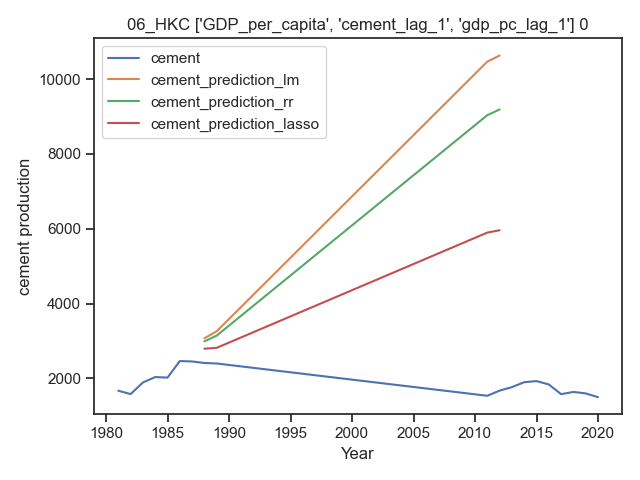 06_HKC ['GDP_per_capita', 'cement_lag_1', 'gdp_pc_lag_1'] 0
cement
cement_prediction_lm
cement_prediction_rr
cement_prediction_lasso
cement production
10000
8000
6000
4000
2000
1980 1985 1990 1995 2000 2005 2010 2015 2020
Year